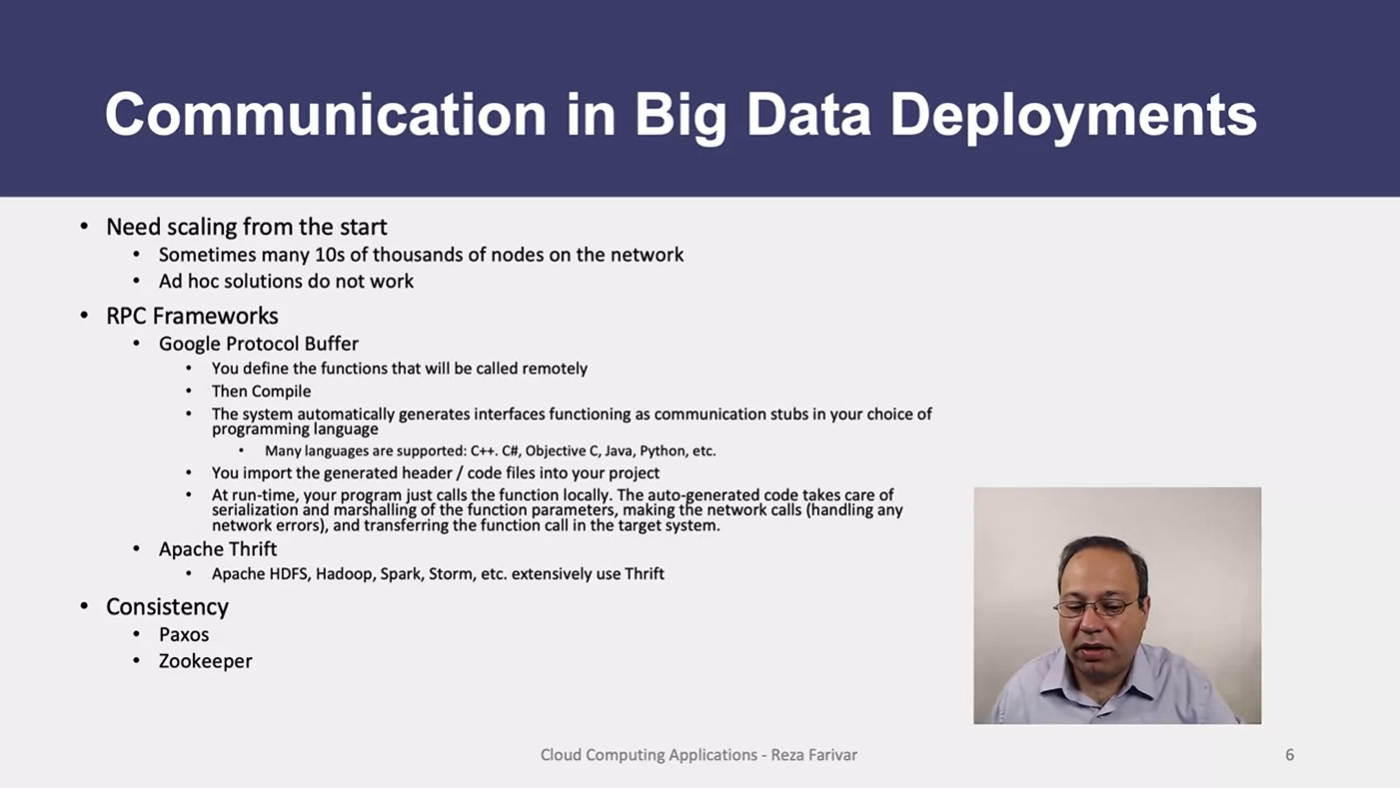 Communication in Big Data Deployments
• Need scaling from the start
• Sometimes many 10s of thousands of nodes on the network
• Ad hoc solutions do not work
• RPC Frameworks
• Google Protocol Buffer
• You define the functions that will be called remotely
• Then Compile
• The system automatically generates interfaces functioning as communication stubs in your choice of
programming language
• Many languages are supported: C++. C#, Objective C, Java, Python, etc.
• You import the generated header / code files into your project
• At run-time, your program just calls the function locally. The auto-generated code takes care of
serialization and marshalling of the function parameters, making the network calls (handling any
network errors), and transferring the function call in the target system.
• Apache Thrift
• Apache HDFS, Hadoop, Spark, Storm, etc. extensively use Thrift
• Consistency
• Paxos
• Zookeeper
Cloud Computing Applications - Reza Farivar
6